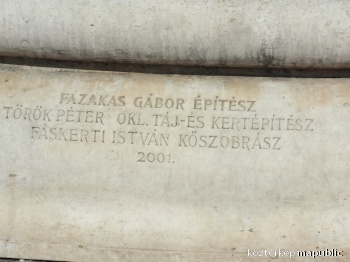 FAZAKAS GÁBOR ÉPÍTÉSZ
TÖRÖK PÉTER OKL. TÁJ-ÉS KERTÉPÍTÉSZ
FÁSKERTI ISTVÁN KŐSZOBRÁSZ
2001.
kozterkep mapublic